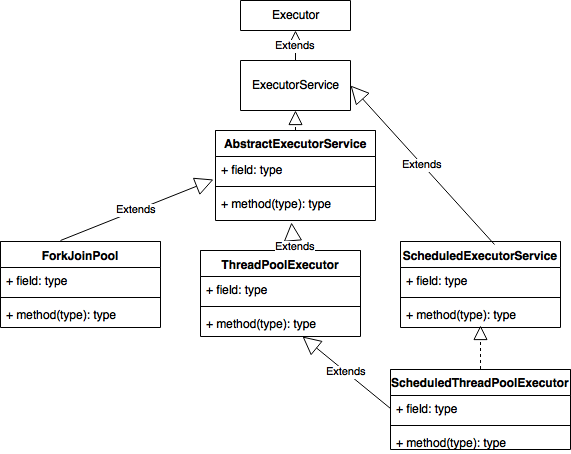 Executor
Extends
ExecutorService
AbstractExecutorService
+ field: type
+ method(type): type
Extends
Extends
Extends
ForkJoinPool
+ field: type
+ method(type): type
ThreadPoolExecutor
+ field: type
+ method(type): type
ScheduledExecutorService
+ field: type
+ method(type): type
Extends
ScheduledThreadPoolExecutor
+ field: type
+ method(type): type